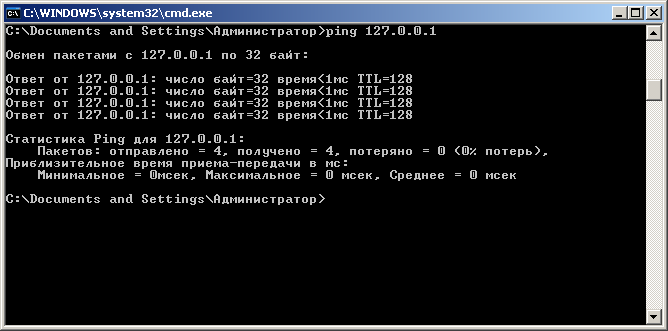 C:\WINDOWS\system32\cmd.exe
C:\Documents and Settings\Администратор>ping 127.0.0.1
Обмен пакетами с 127.0.0.1 по 32 байт:
Ответ от 127.0.0.1: число байт=32 время<1мс TTL=128
Ответ от 127.0.0.1: число байт=32 время<1мс TTL=128
Ответ от 127.0.0.1: число байт=32 время<1мс TTL=128
Ответ от 127.0.0.1: число байт=32 время<1мс TTL=128
Статистика Ping для 127.0.0.1:
Пакетов: отправлено = 4, получено = 4, потеряно = 0 (0% потерь),
Приблизительное время приема-передачи в мс:
Минимальное = 0мсек, Максимальное = 0 мсек, Среднее = 0 мсек
C:\Documents and Settings\Администратор>